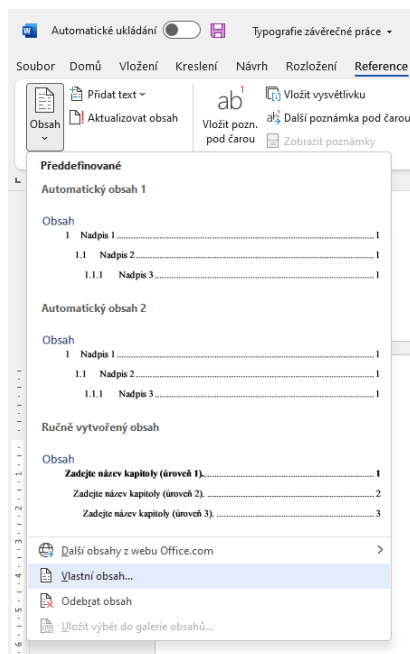 Automatické ukládání Typografie závěrečné práce
Soubor Domů Vložení Kreslení Návrh Rozložení Reference
Obsah
Přidat text
Aktualizovat obsah
ab1
Vložit pozn.
pod čarou
Vložit vysvětlivku
Další poznámka pod čarou
Zobrazit poznámky
Předdefinované
Automatický obsah 1
Obsah
1 Nadpis 1 1
1.1 Nadpis 2 1
1.1.1 Nadpis 3 1
Automatický obsah 2
Obsah
1 Nadpis 1 1
1.1 Nadpis 2 1
1.1.1 Nadpis 3 1
Ručně vytvořený obsah
Obsah
Zadejte název kapitoly (úroveň 1). 1
Zadejte název kapitoly (úroveň 2). 2
Zadejte název kapitoly (úroveň 3). 3
Další obsahy z webu Office.com
Vlastní obsah...
Odebrat obsah
Uložit výběr do galerie obsahů...